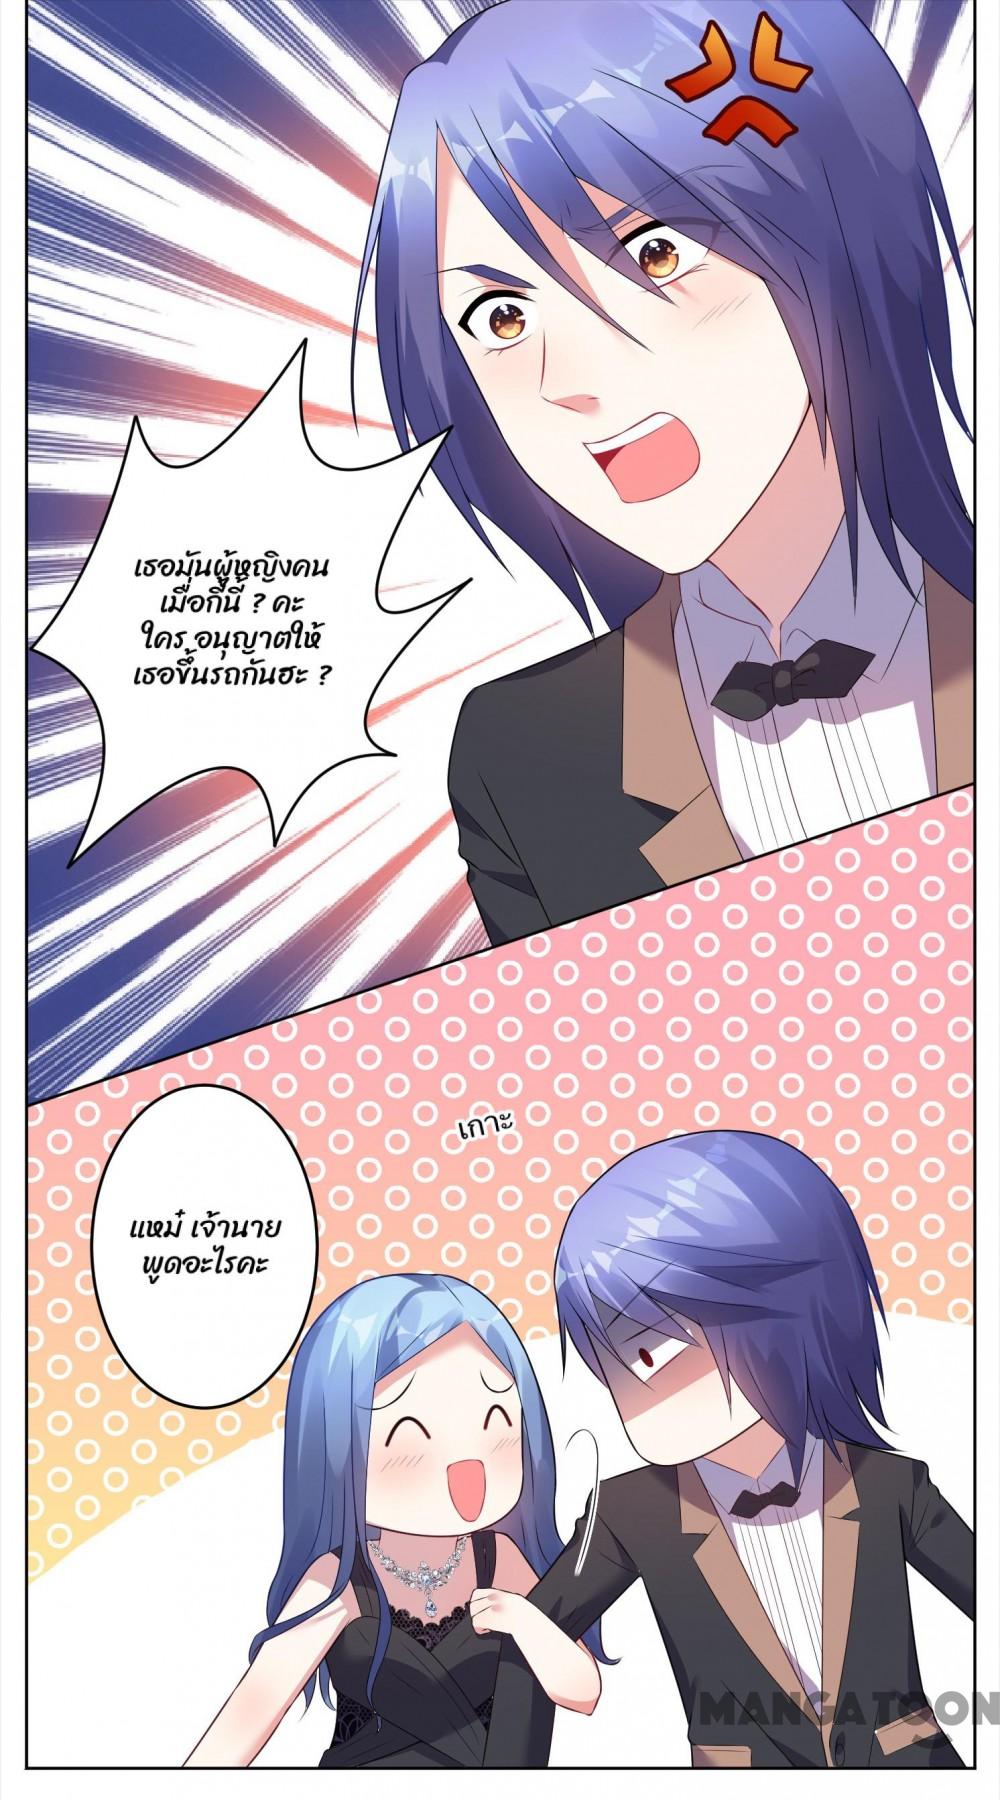 เธอมันผู้หญิงคน
เมื่อกี้นี้ ? คะ
ใคร อนุญาตให้
เธอขึ้นรถกันฮะ ?
เกาะ
แหม๋ เจ้านาย
พูดอะไรคะ
MANGATOON